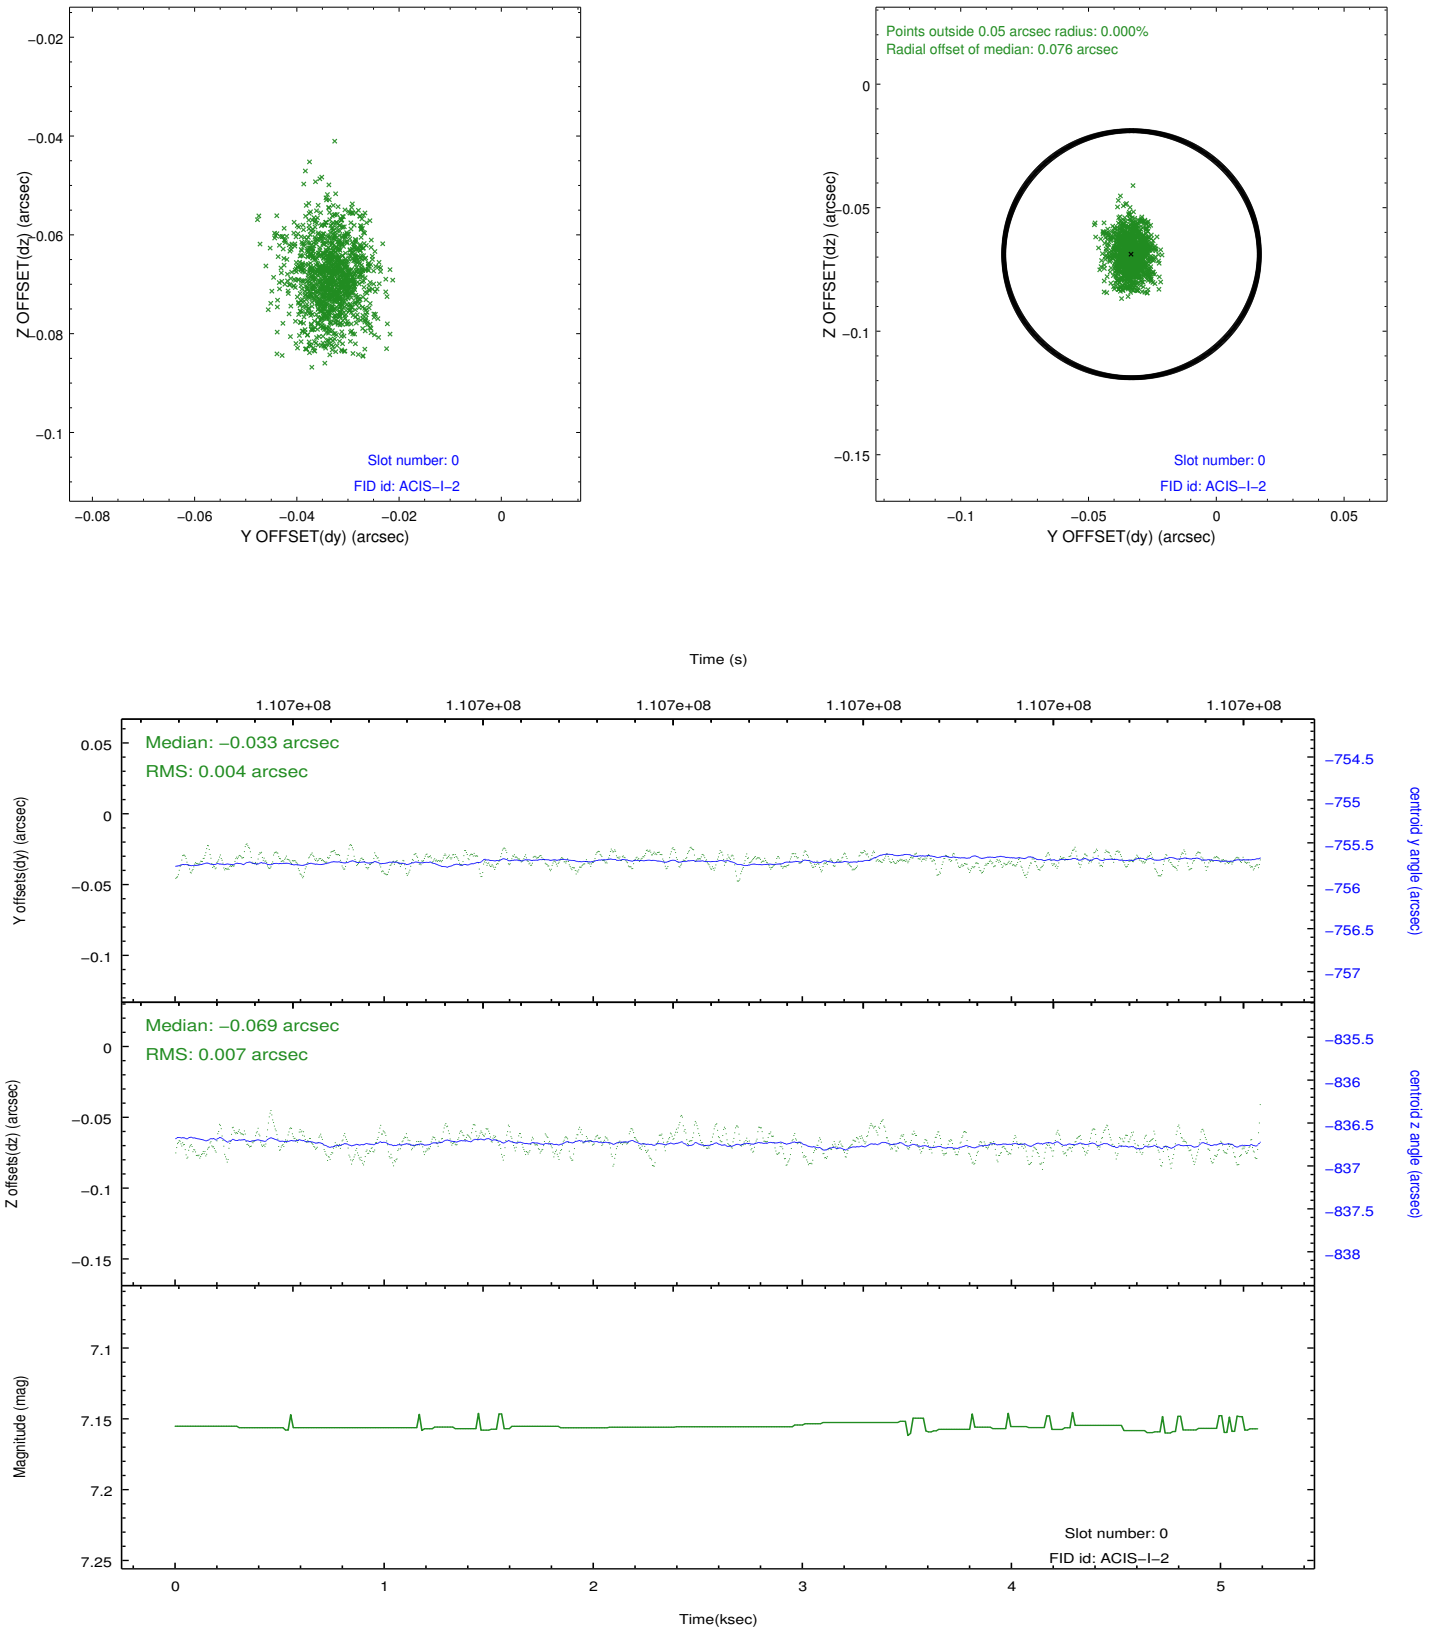 −0.02
−0.04
−0.06
−0.08
−0.1
Z OFFSET(dz) (arcsec)
Slot number: 0
FID id: ACIS−I−2
−0.08 −0.06 −0.04 −0.02 0
Y OFFSET(dy) (arcsec)
Points outside 0.05 arcsec radius: 0.000%
Radial offset of median: 0.076 arcsec
0
−0.05
−0.1
−0.15
Z OFFSET(dz) (arcsec)
Slot number: 0
FID id: ACIS−I−2
−0.1 −0.05 0 0.05
Y OFFSET(dy) (arcsec)
Time (s)
1.107e+08 1.107e+08 1.107e+08 1.107e+08 1.107e+08 1.107e+08
Median: −0.033 arcsec
RMS: 0.004 arcsec
0.05
0
−0.05
−0.1
Y offsets(dy) (arcsec)
−754.5
−755
−755.5
−756
−756.5
−757
centroid y angle (arcsec)
Median: −0.069 arcsec
RMS: 0.007 arcsec
0
−0.05
−0.1
−0.15
Z offsets(dz) (arcsec)
−835.5
−836
−836.5
−837
−837.5
−838
centroid z angle (arcsec)
7.1
7.15
7.2
7.25
Magnitude (mag)
Slot number: 0
FID id: ACIS−I−2
0 1 2 3 4 5
Time(ksec)